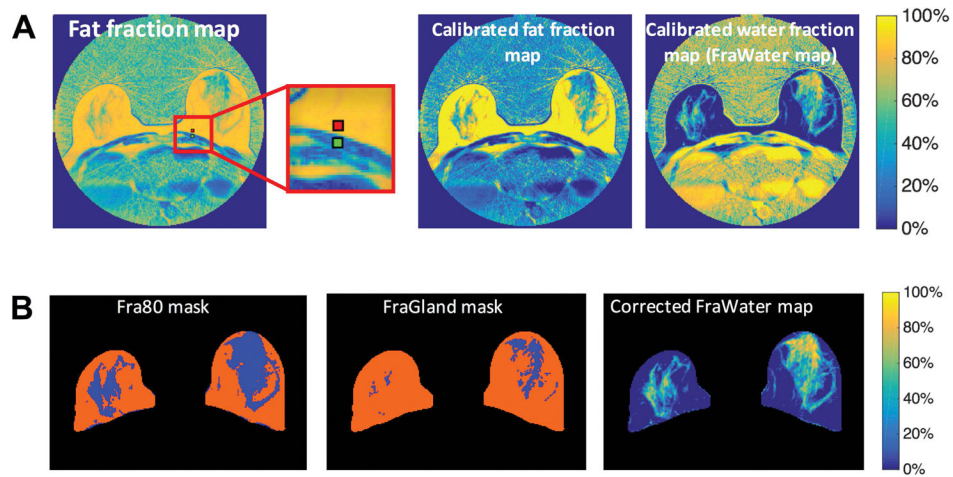 A
Fat fraction map
Calibrated fat fraction
map
Calibrated water fraction
map (FraWater map)
100%
80%
60%
40%
20%
0%
B
Fra80 mask
FraGland mask
Corrected FraWater map
100%
80%
60%
40%
20%
0%